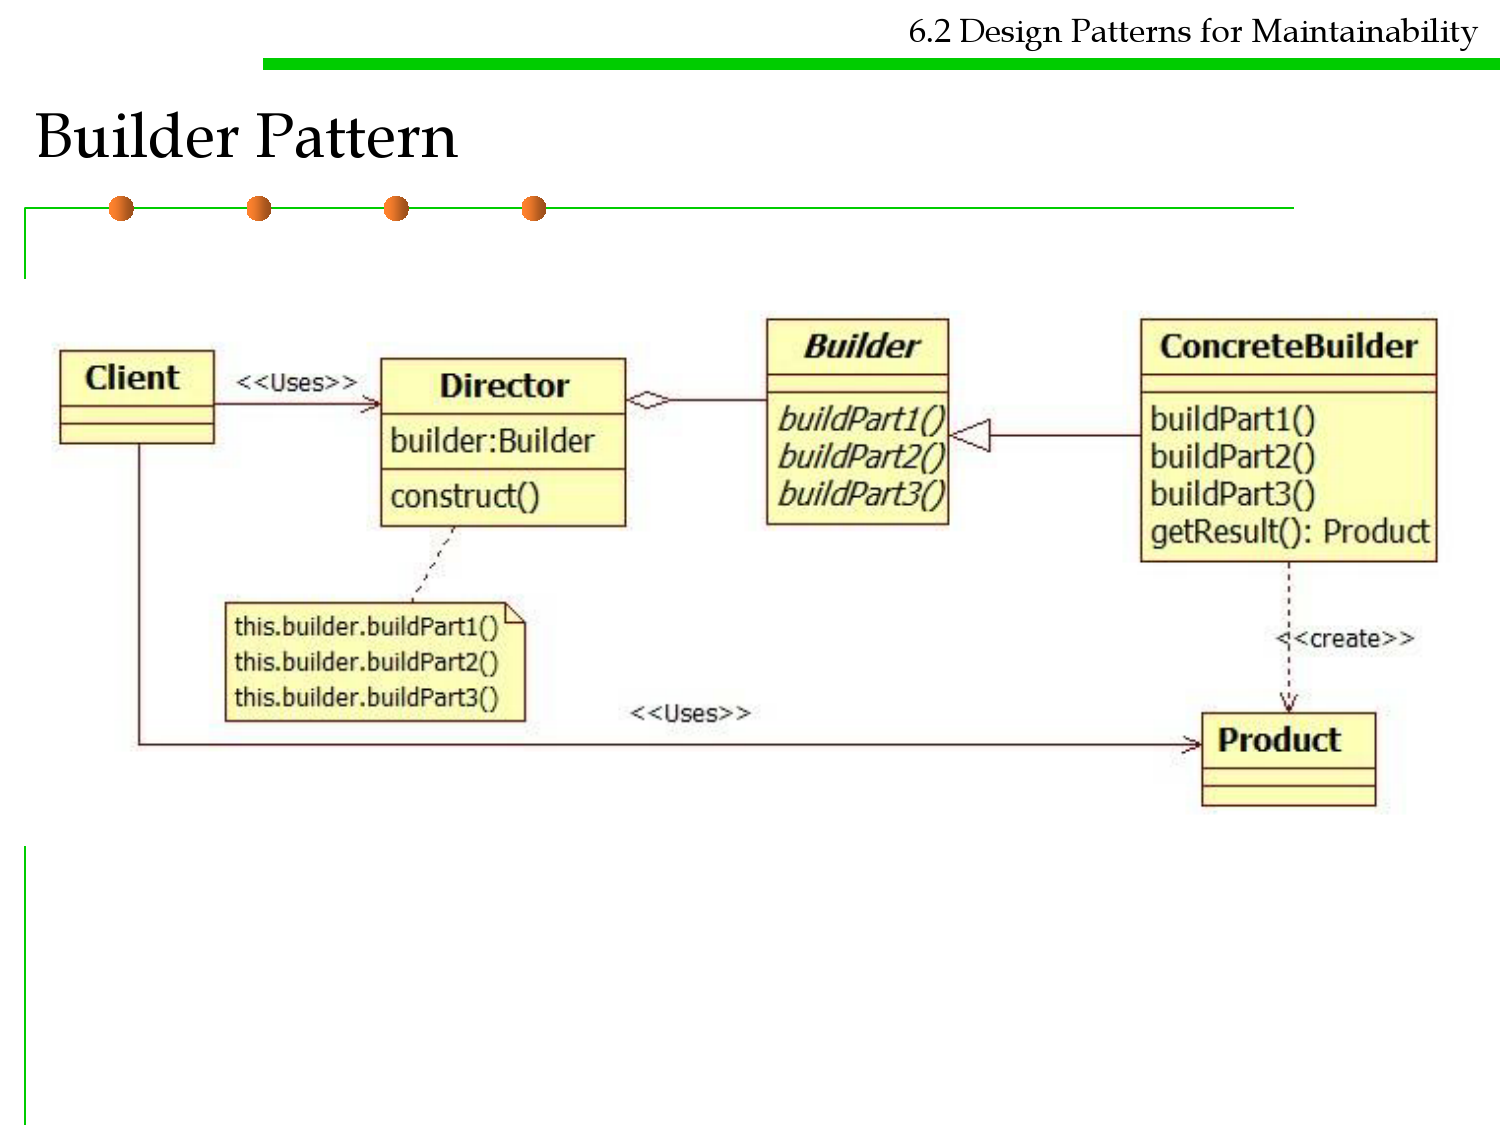 6.2 Design Patterns for Maintainability
Builder Pattern
Client
<<Uses>>
Director
builder:Builder
construct()
Builder
buildPart1()
buildPart2()
buildPart3()
ConcreteBuilder
buildPart1()
buildPart2()
buildPart3()
getResult(): Product
this.builder.buildPart1()
this.builder.buildPart2()
this.builder.buildPart3()
<<create>>
<<Uses>>
Product